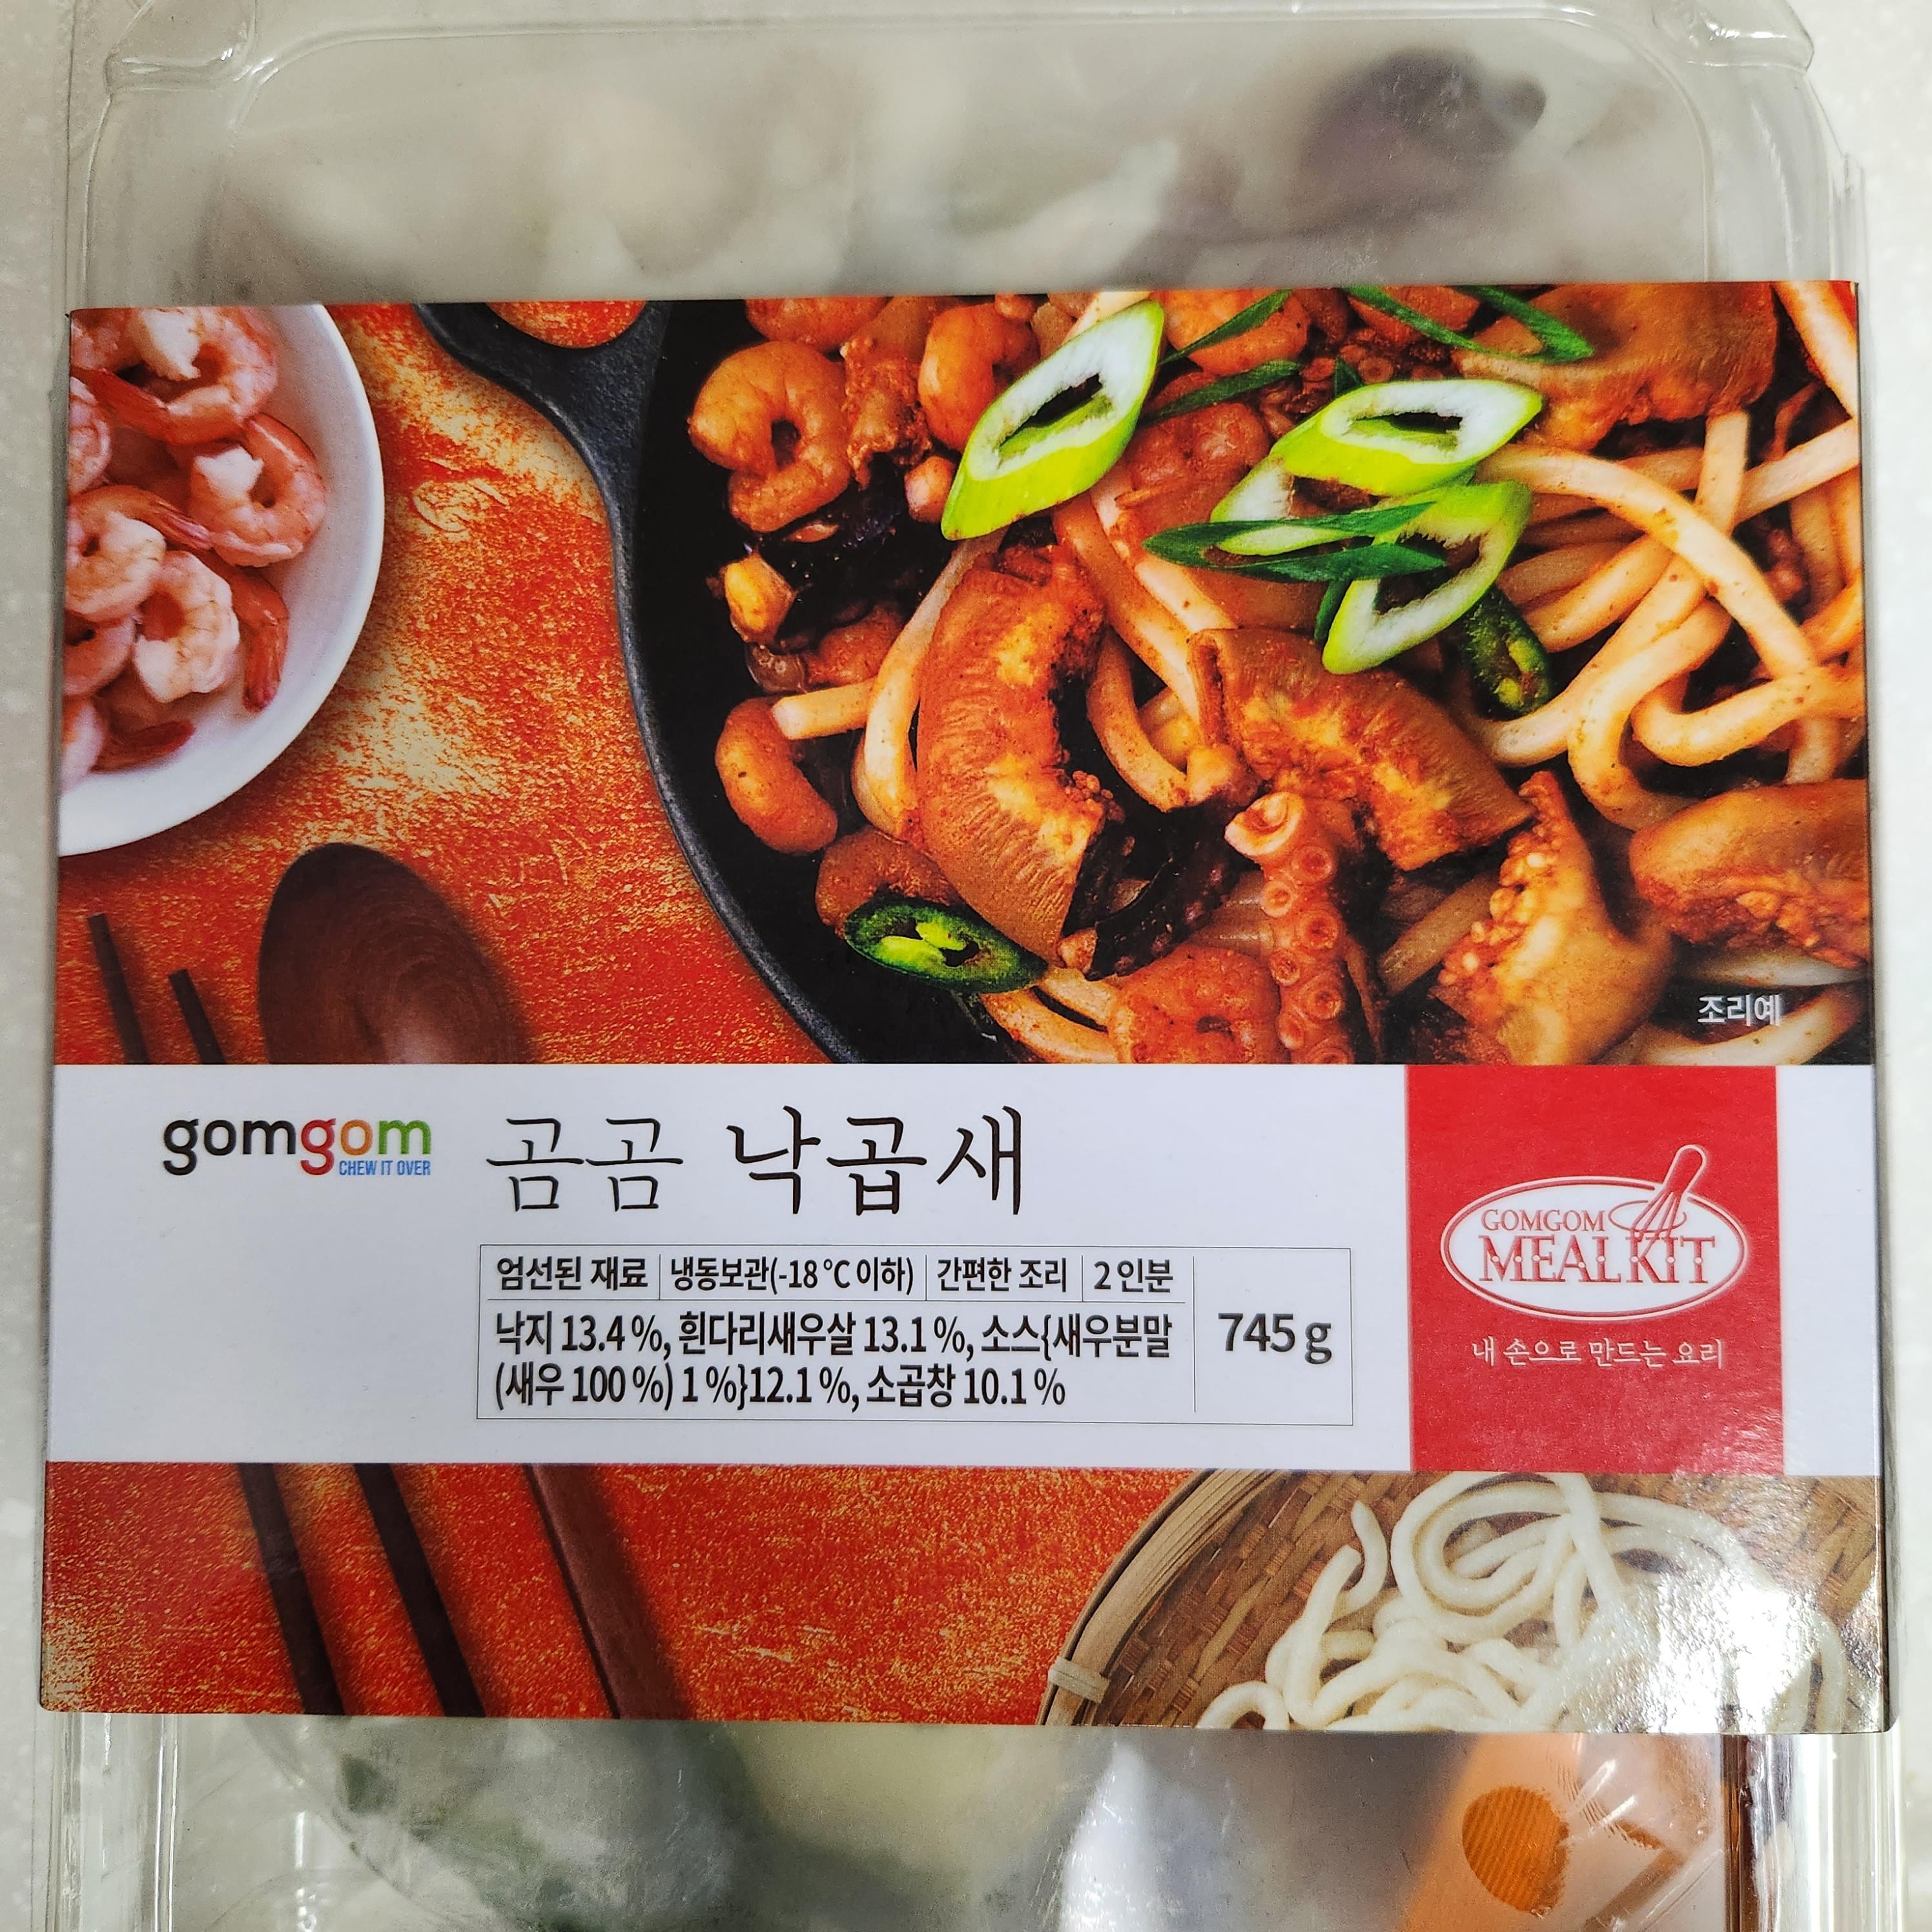 조리예
gomgom
CHEW IT OVER
곰곰 낙곱새
엄선된 재료 냉동보관(-18 °C 이하) 간편한 조리 2인분
낙지 13.4 %, 흰다리새우살 13.1 %, 소스{새우분말
(새우 100 %) 1 %}12.1 %, 소곱창 10.1 %
745 g
GOMGOM
MEAL KIT
내 손으로 만드는 요리